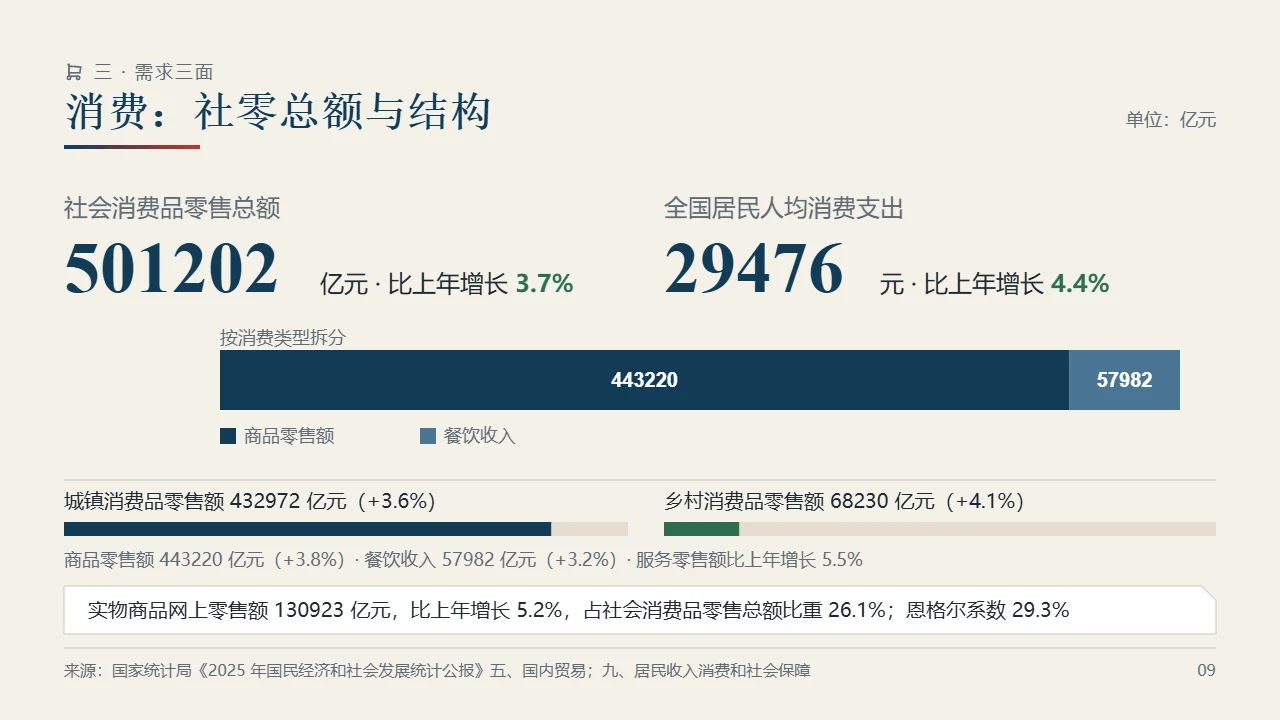 三 · 需求三面
消费：社零总额与结构
单位：亿元
社会消费品零售总额
501202 亿元 · 比上年增长 3.7%
全国居民人均消费支出
29476 元 · 比上年增长 4.4%
按消费类型拆分
443220 57982
商品零售额 餐饮收入
城镇消费品零售额 432972 亿元（+3.6%）
乡村消费品零售额 68230 亿元（+4.1%）
商品零售额 443220 亿元（+3.8%）· 餐饮收入 57982 亿元（+3.2%）· 服务零售额比上年增长 5.5%
实物商品网上零售额 130923 亿元，比上年增长 5.2%，占社会消费品零售总额比重 26.1%；恩格尔系数 29.3%
来源：国家统计局《2025 年国民经济和社会发展统计公报》五、国内贸易；九、居民收入消费和社会保障
09